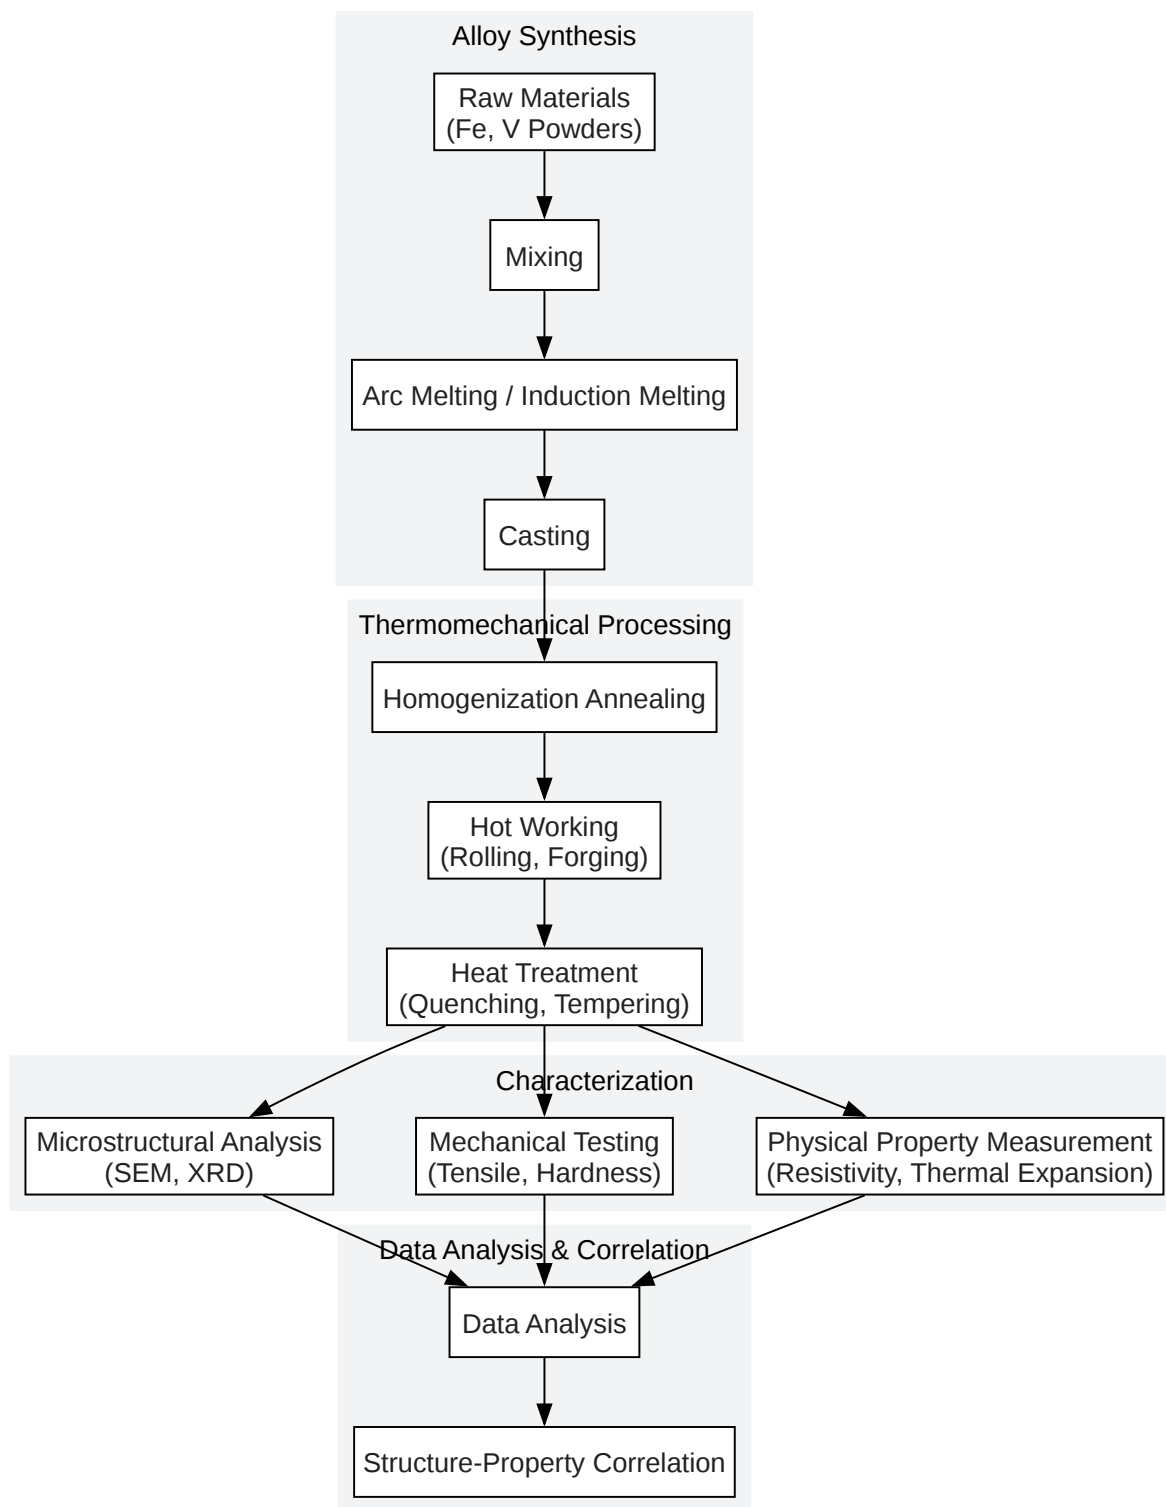 Alloy Synthesis
Raw Materials
(Fe, V Powders)
Mixing
Arc Melting / Induction Melting
Casting
Thermomechanical Processing
Homogenization Annealing
Hot Working
(Rolling, Forging)
Heat Treatment
(Quenching, Tempering)
Characterization
Microstructural Analysis
(SEM, XRD)
Mechanical Testing
(Tensile, Hardness)
Physical Property Measurement
(Resistivity, Thermal Expansion)
Data Analysis & Correlation
Data Analysis
Structure-Property Correlation